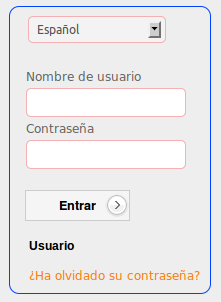 Español
Nombre de usuario
Contraseña
Entrar
Usuario
¿Ha olvidado su contraseña?